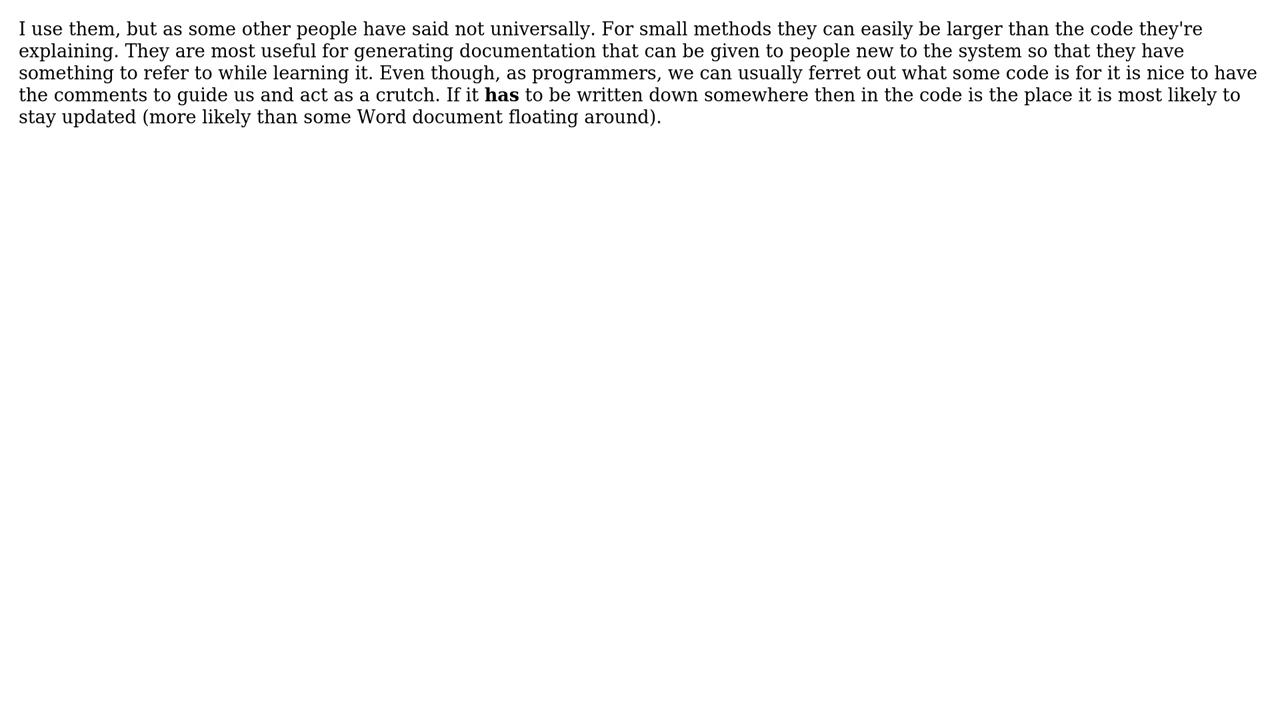 I use them, but as some other people have said not universally. For small methods they can easily be larger than the code they're
explaining. They are most useful for generating documentation that can be given to people new to the system so that they have
something to refer to while learning it. Even though, as programmers, we can usually ferret out what some code is for it is nice to have
the comments to guide us and act as a crutch. If it has to be written down somewhere then in the code is the place it is most likely to
stay updated (more likely than some Word document floating around).